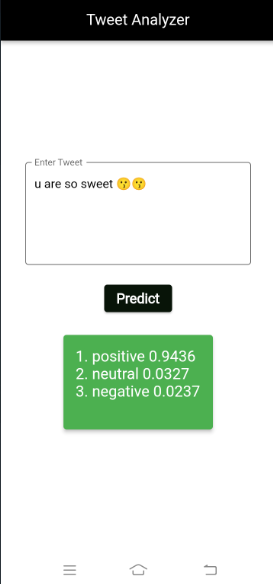 Tweet Analyzer
Enter Tweet
u are so sweet 😗😗
Predict
1. positive 0.9436
2. neutral 0.0327
3. negative 0.0237